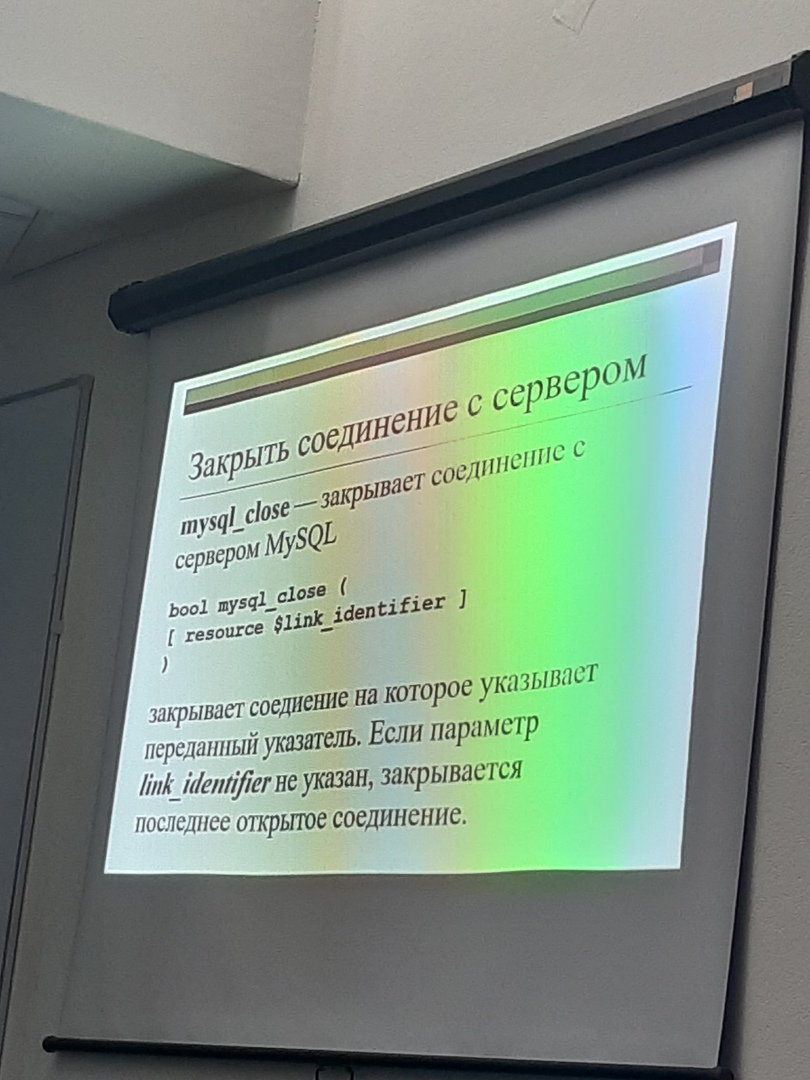 Закрыть соединение с сервером
mysql_close — закрывает соединение с
сервером MySQL
bool mysql_close (
[ resource $link_identifier ]
)
закрывает соедиение на которое указывает
переданный указатель. Если параметр
link_identifier не указан, закрывается
последнее открытое соединение.